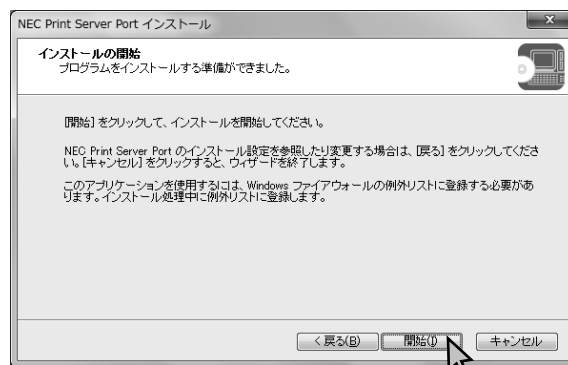 NEC Print Server Port インストール
インストールの開始
プログラムをインストールする準備ができました。
[開始] をクリックして、インストールを開始してください。
NEC Print Server Port のインストール設定を参照したり変更する場合は、[戻る] をクリックしてくださ
い。[キャンセル] をクリックすると、ウィザードを終了します。
このアプリケーションを使用するには、Windows ファイアウォールの例外リストに登録する必要があ
ります。インストール処理中に例外リストに登録します。
< 戻る(B) 開始(I) キャンセル